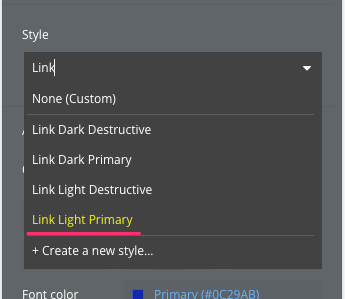 Style
Link
None (Custom)
Link Dark Destructive
Link Dark Primary
Link Light Destructive
Link Light Primary
+ Create a new style...
Font color
Primary (#0C29AB)